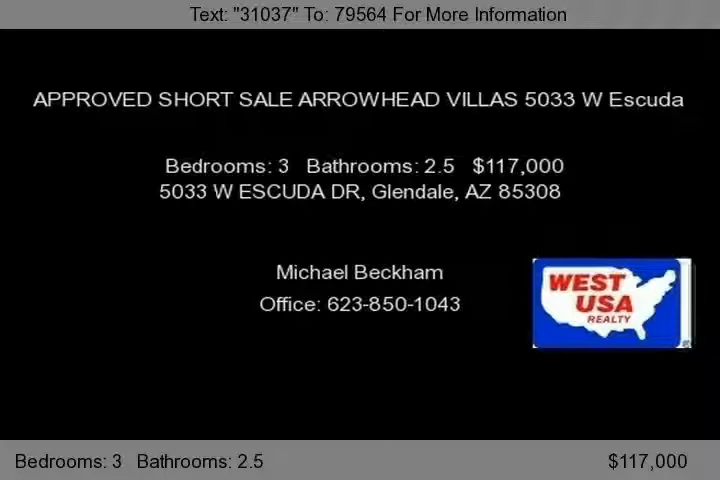 Text: "31037" To: 79564 For More Information
APPROVED SHORT SALE ARROWHEAD VILLAS 5033 W Escuda
Bedrooms: 3 Bathrooms: 2.5 $117,000
5033 W ESCUDA DR, Glendale, AZ 85308
Michael Beckham
Office: 623-850-1043
WEST
USA
REALTY
®
Bedrooms: 3 Bathrooms: 2.5 $117,000